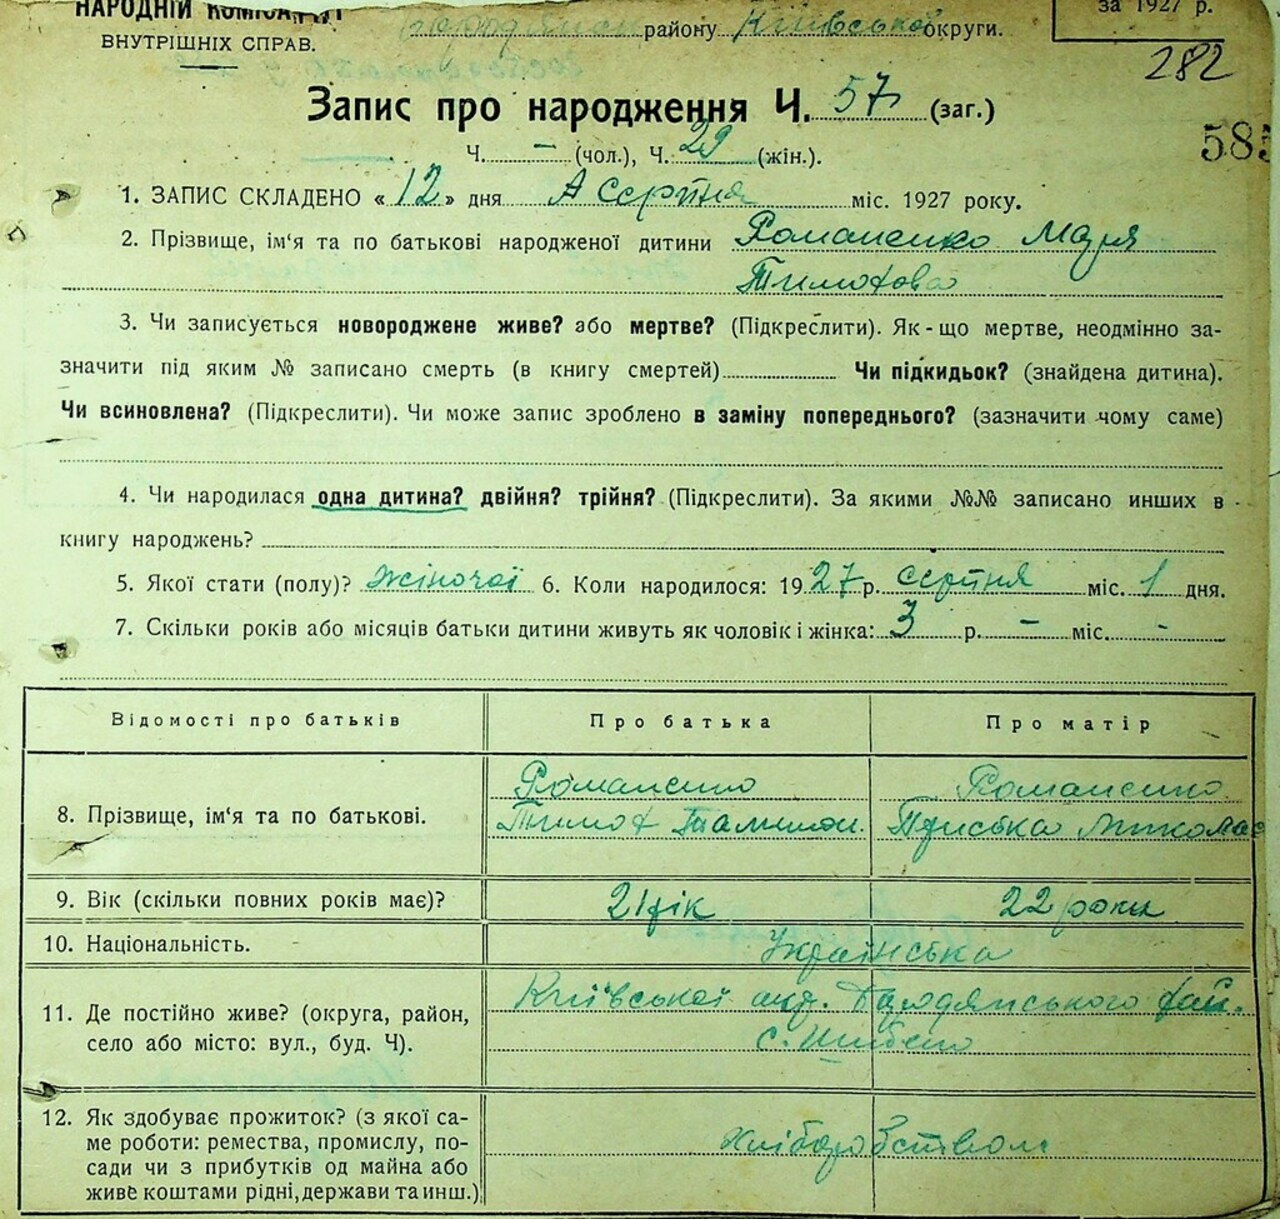 НАРОДНІЙ КОМІСАРІЯТ
за 1927 р.
ВНУТРІШНІХ СПРАВ.
району Київської округи.
282
Запис про народження Ч. 57 (заг.)
Ч. - (чол.), Ч. 29 (жін.).
585
1. ЗАПИС СКЛАДЕНО « 12 » дня Серпня міс. 1927 року.
2. Прізвище, ім‘я та по батькові народженої дитини Романенко Марія
Тимохова
3. Чи записується новороджене живе? або мертве? (Підкреслити). Як-що мертве, неодмінно за-
значити під яким № записано смерть (в книгу смертей) Чи підкидьок? (знайдена дитина).
Чи всиновлена? (Підкреслити). Чи може запис зроблено в заміну попереднього? (зазначити чому саме)
4. Чи народилася одна дитина? двійня? трійня? (Підкреслити). За якими №№ записано инших в
книгу народжень?
5. Якої стати (полу)? Жіночої 6. Коли народилося: 1927 р. серпня міс. 1 дня.
7. Скільки років або місяців батьки дитини живуть як чоловік і жінка: 3 р. - міс. -
Відомості про батьків Про батька Про матір
8. Прізвище, ім‘я та по батькові. Романенко Романенко
Тимох Приська Миколає
9. Вік (скільки повних років має)? 21 рік 22 роки
10. Національність. Українська
11. Де постійно живе? (округа, район, Київської окр. Бородянського рай.
село або місто: вул., буд. Ч). с. Шибено
12. Як здобуває прожиток? (з якої са-
ме роботи: ремества, промислу, по- Хліборобством
сади чи з прибутків од майна або
живе коштами рідні, держави та инш.)